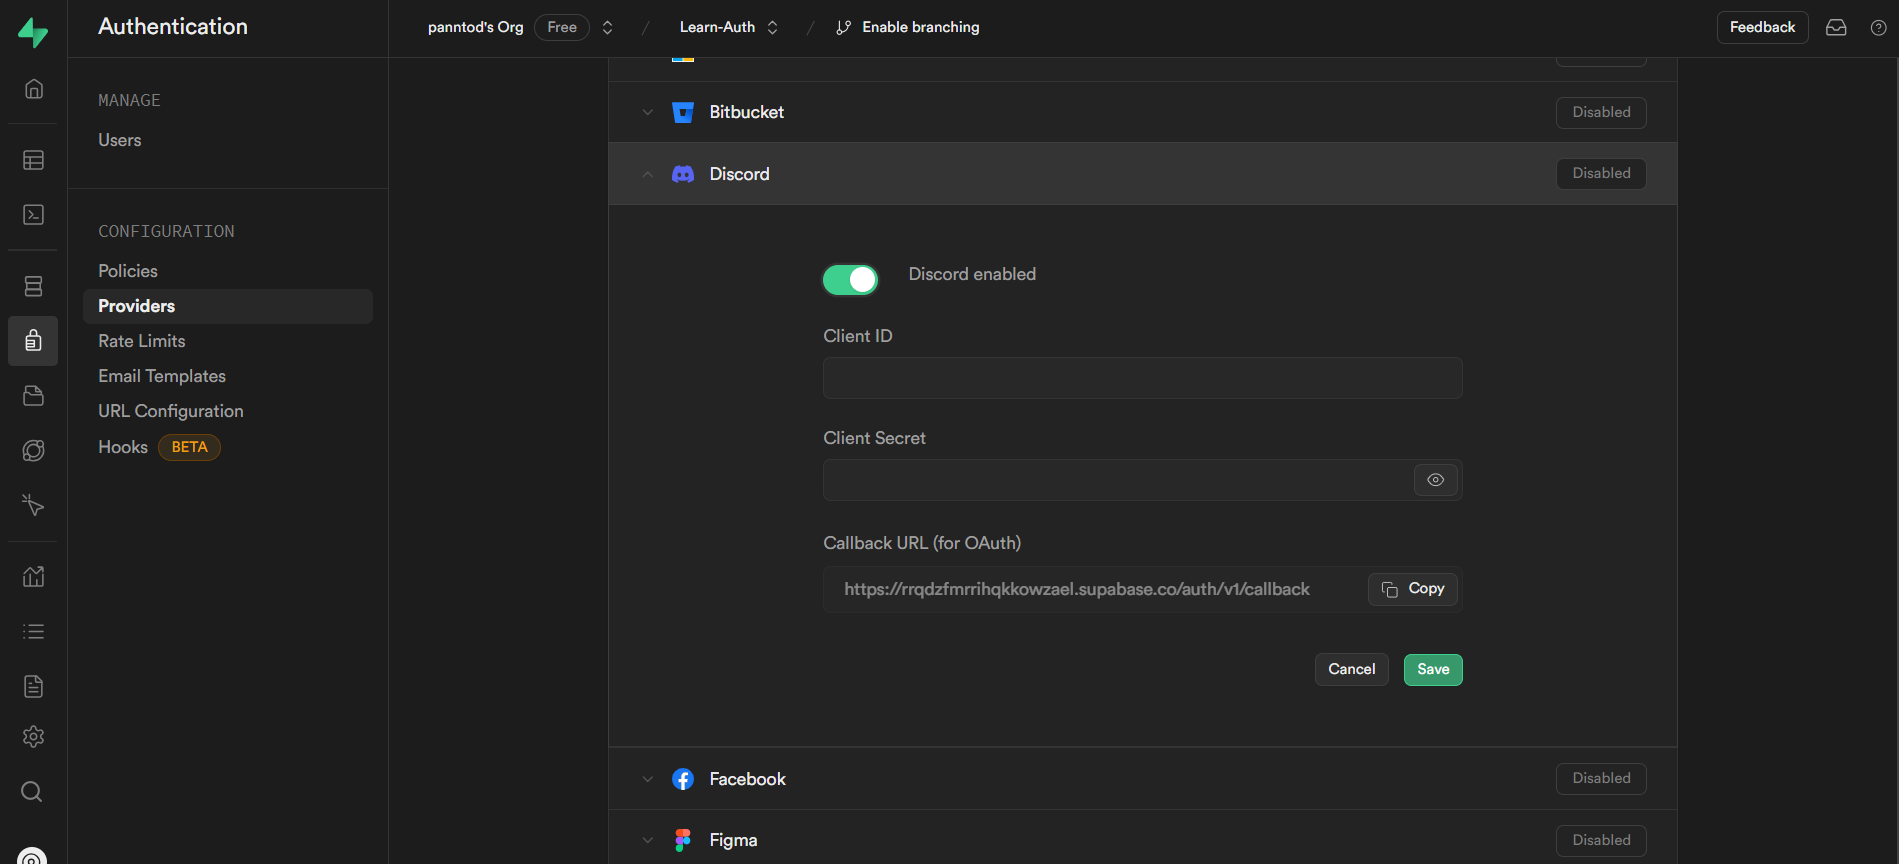 Authentication
panntod's Org Free / Learn-Auth / Enable branching
Feedback
MANAGE
Users
CONFIGURATION
Policies
Providers
Rate Limits
Email Templates
URL Configuration
Hooks BETA
Bitbucket Disabled
Discord Disabled
Discord enabled
Client ID
Client Secret
Callback URL (for OAuth)
https://rrqdzfmrrihqkkowzael.supabase.co/auth/v1/callback Copy
Cancel Save
Facebook Disabled
Figma Disabled